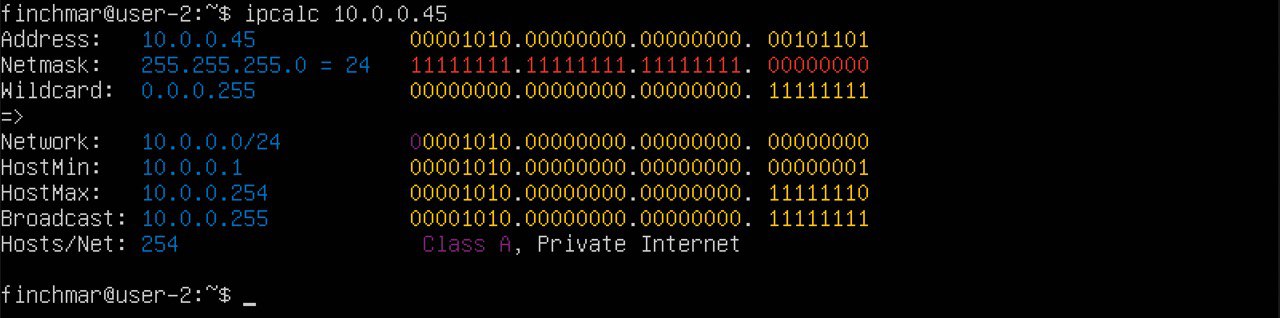 finchmar@user-2:~$ ipcalc 10.0.0.45
Address:   10.0.0.45            00001010.00000000.00000000. 00101101
Netmask:   255.255.255.0 = 24   11111111.11111111.11111111. 00000000
Wildcard:  0.0.0.255            00000000.00000000.00000000. 11111111
=>
Network:   10.0.0.0/24          00001010.00000000.00000000. 00000000
HostMin:   10.0.0.1             00001010.00000000.00000000. 00000001
HostMax:   10.0.0.254           00001010.00000000.00000000. 11111110
Broadcast: 10.0.0.255           00001010.00000000.00000000. 11111111
Hosts/Net: 254                   Class A, Private Internet
finchmar@user-2:~$ _